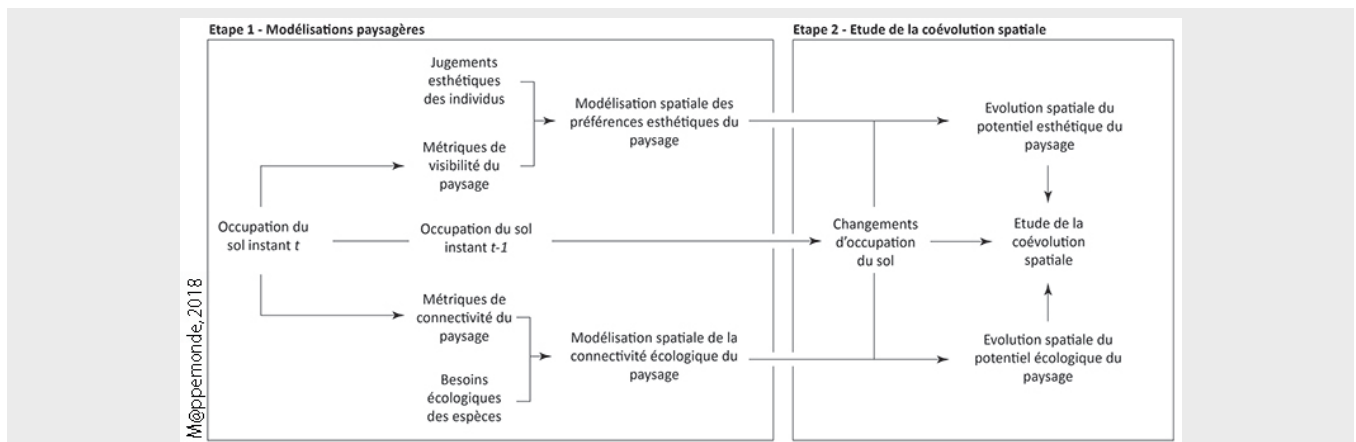 Etape 1 - Modélisations paysagères
Jugements
esthétiques
des individus
Métriques de
visibilité du
paysage
Modélisation spatiale des
préférences esthétiques du
paysage
Occupation du
sol instant t
Occupation du sol
instant t-1
Métriques de
connectivité du
paysage
Besoins
écologiques
des espèces
Modélisation spatiale de la
connectivité écologique du
paysage
Etape 2 - Etude de la coévolution spatiale
Changements
d'occupation
du sol
Evolution spatiale du
potentiel esthétique du
paysage
Etude de la
coévolution
spatiale
Evolution spatiale du
potentiel écologique du
paysage
M@ppemonde, 2018